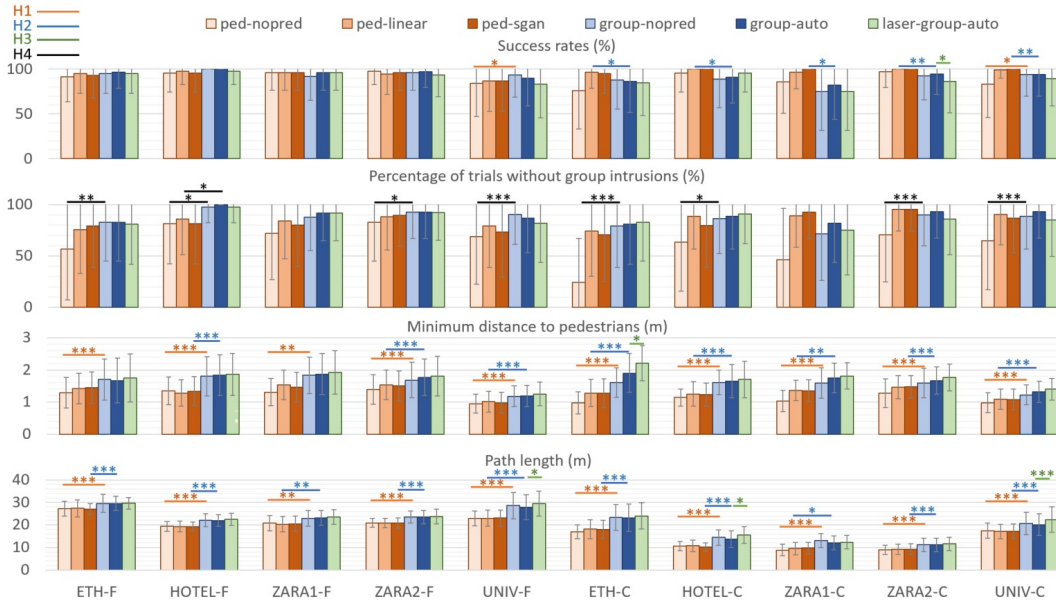 H1
H2
H3
H4
ped-nopred ped-linear ped-sgan group-nopred group-auto laser-group-auto
Success rates (%)
* * * * ** * * **
100
50
0
Percentage of trials without group intrusions (%)
** * * * *** *** * *** ***
100
50
0
Minimum distance to pedestrians (m)
*** *** *** ** *** *** *** *** *** *** * *** *** *** ** *** *** *** ***
3
2
1
0
Path length (m)
*** *** *** *** ** ** *** *** *** *** * *** *** *** *** * *** * *** *** *** *** ***
40
30
20
10
0
ETH-F HOTEL-F ZARA1-F ZARA2-F UNIV-F ETH-C HOTEL-C ZARA1-C ZARA2-C UNIV-C